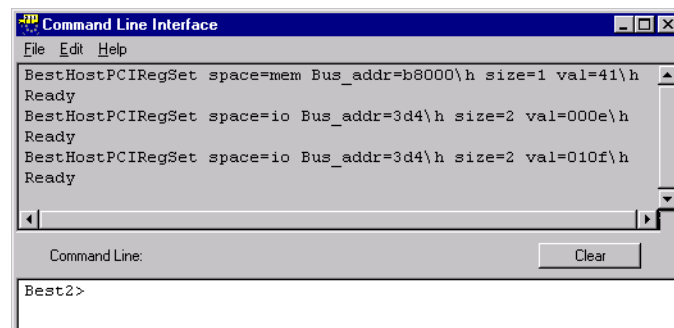 Command Line Interface
File Edit Help
BestHostPCIRegSet space=mem Bus_addr=b8000\h size=1 val=41\h
Ready
BestHostPCIRegSet space=io Bus_addr=3d4\h size=2 val=000e\h
Ready
BestHostPCIRegSet space=io Bus_addr=3d4\h size=2 val=010f\h
Ready
Command Line:
Clear
Best2>